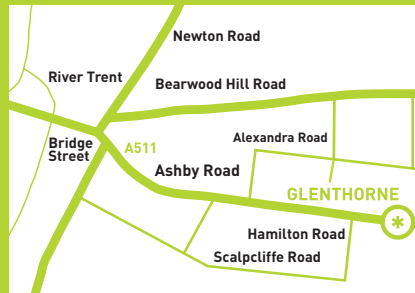 Newton Road
River Trent
Bearwood Hill Road
Bridge
Street
A511
Alexandra Road
Ashby Road
GLENTHORNE
*
Hamilton Road
Scalpcliffe Road